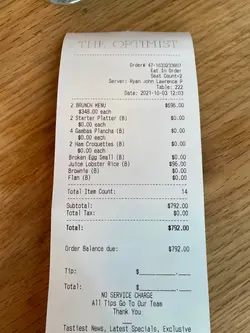 THE OPTIMIST
Order# 47-1633233857
Eat In Order
Seat Count:2
Server: Ryan John Lawrence P
Table: 222
Date: 2021-10-03 12:03
2 BRUNCH MENU $696.00
$348.00 each
2 Starter Platter (B) $0.00
$0.00 each
4 Gambas Plancha (B) $0.00
$0.00 each
2 Ham Croquettes (B) $0.00
$0.00 each
Broken Egg Small (B) $0.00
Juice Lobster Rice (B) $96.00
Brownie (B) $0.00
Flan (B) $0.00
Total Item Count: 14
Subtotal: $792.00
Total Tax: $0.00
Total: $792.00
Order Balance due: $792.00
Tip: $_______.___
Total: $_______.___
NO SERVICE CHARGE
All Tips Go To Our Team
Thank You
Tastiest News, Latest Specials, Exclusive